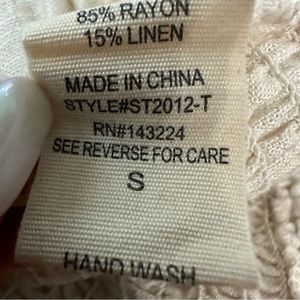 85% RAYON
15% LINEN
MADE IN CHINA
STYLE#ST2012-T
RN#143224
SEE REVERSE FOR CARE
S
HAND WASH